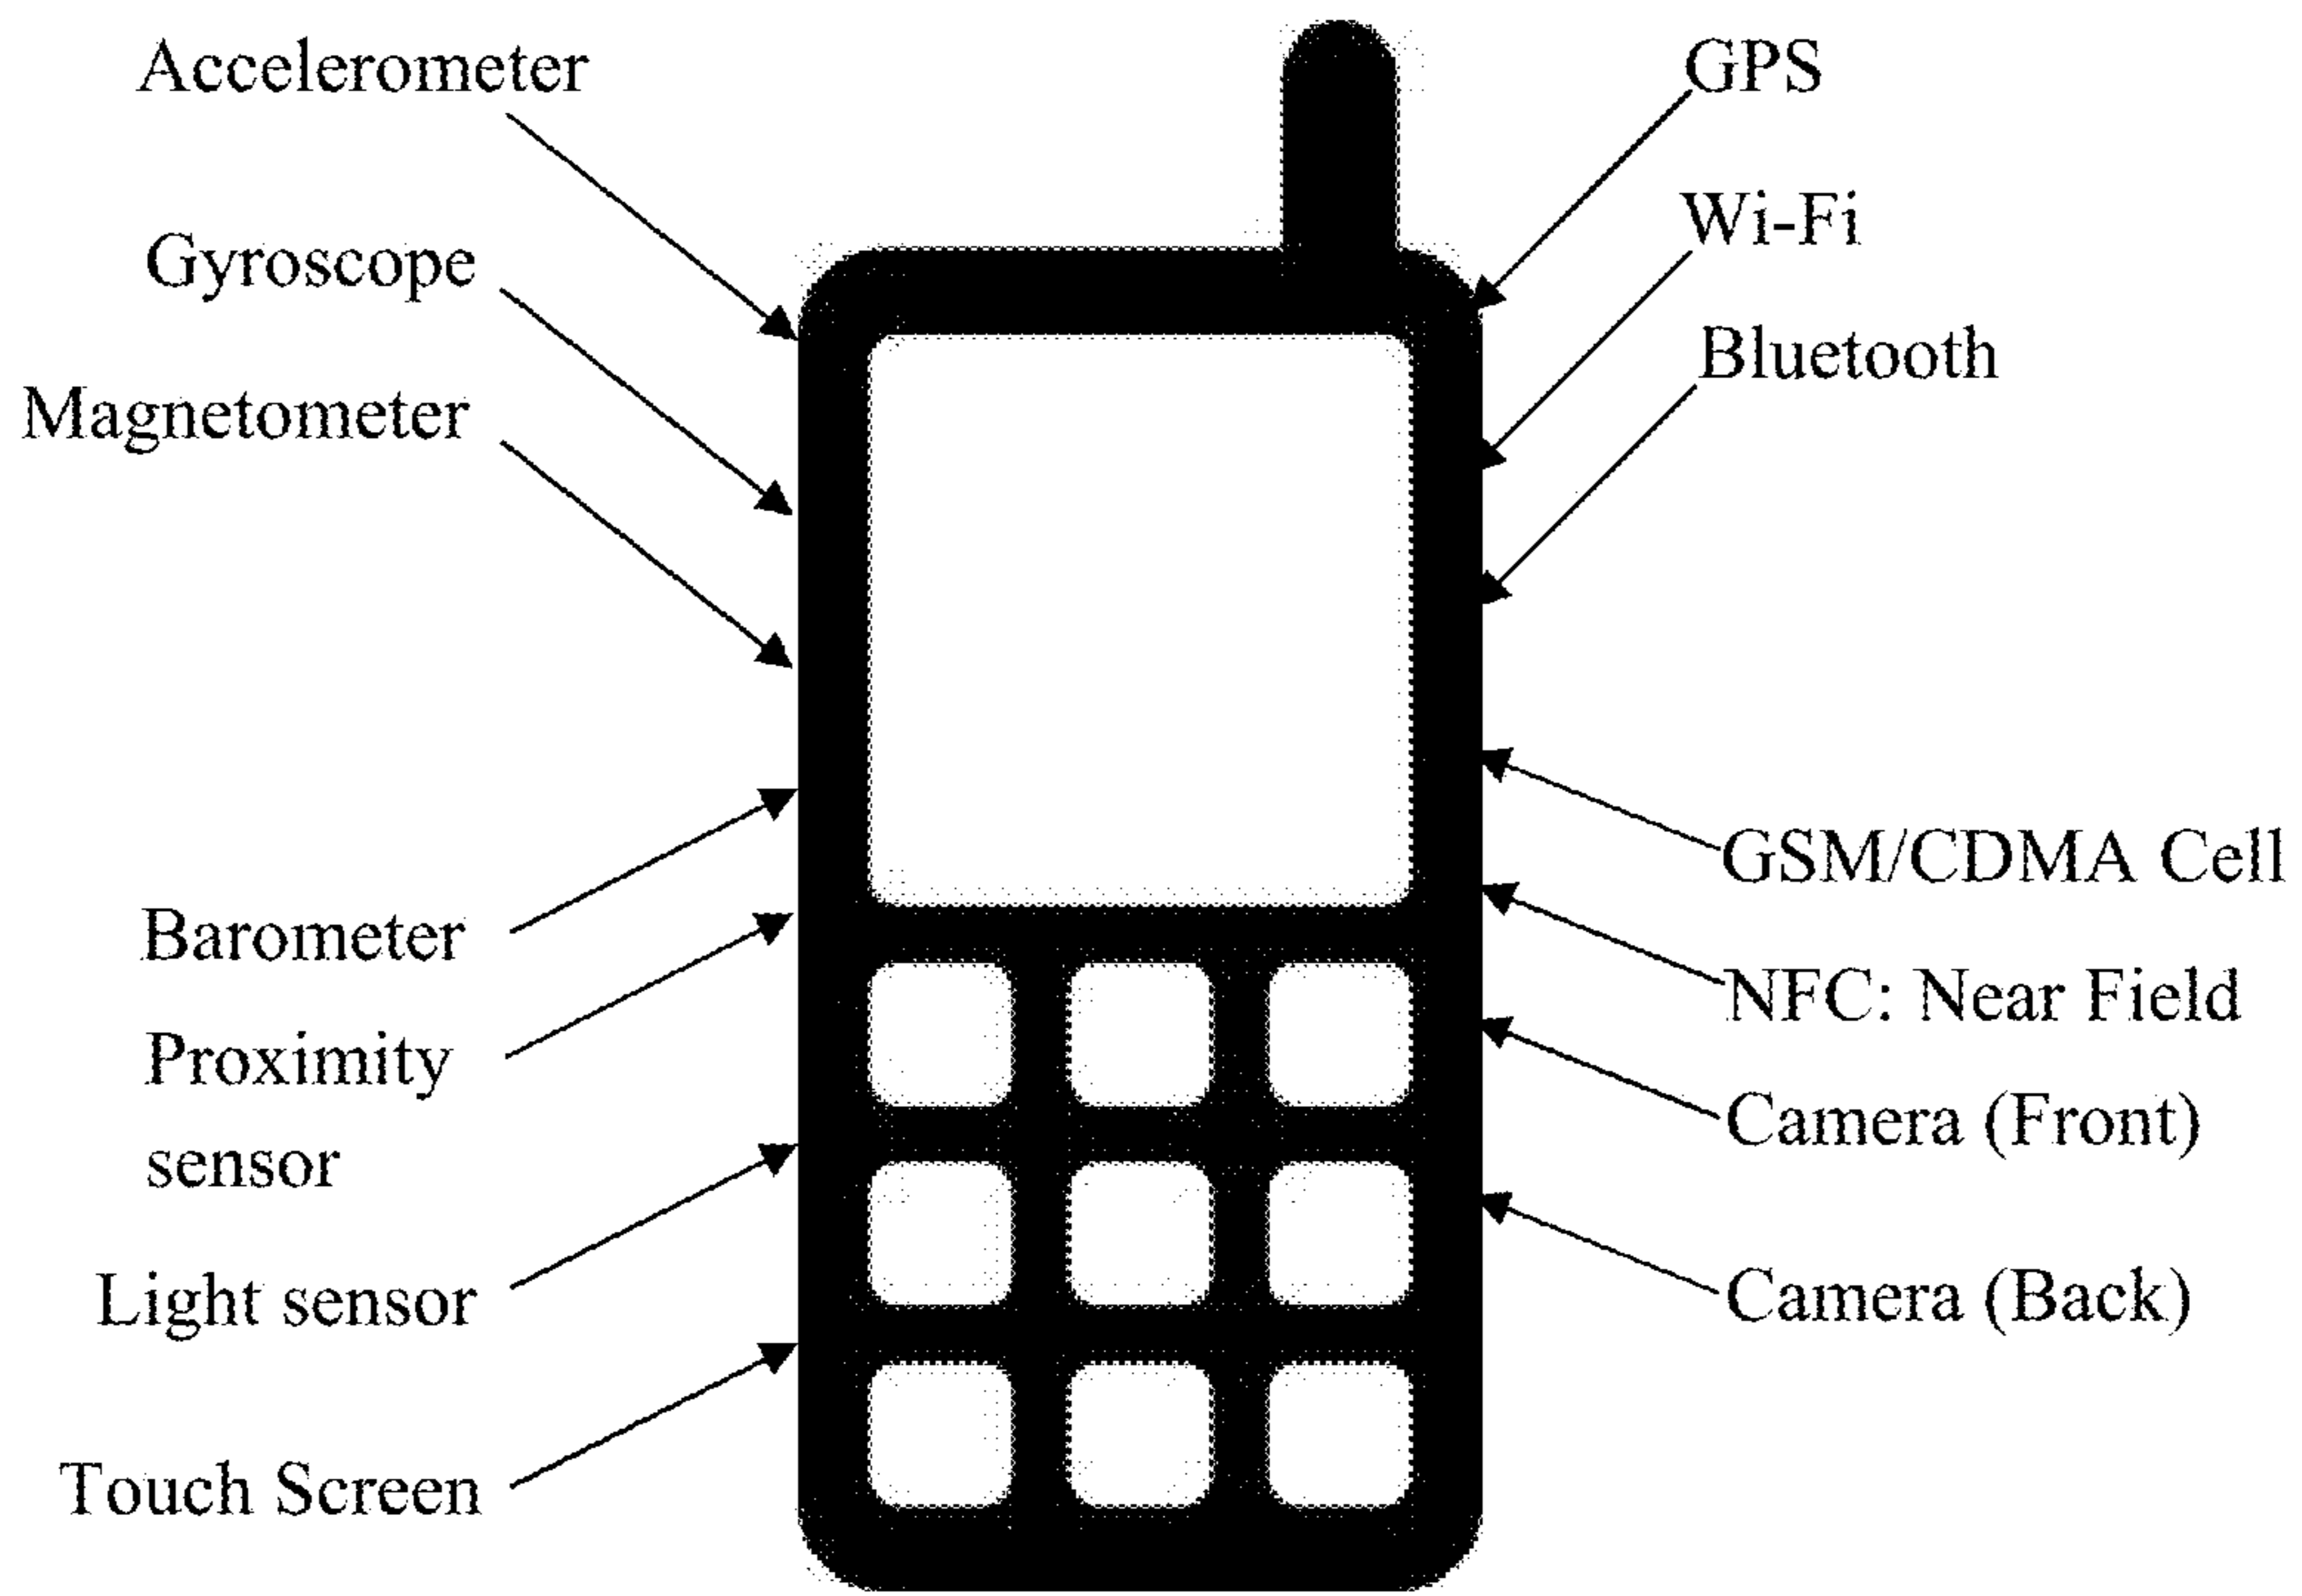 Accelerometer
Gyroscope
Magnetometer
Barometer
Proximity
sensor
Light sensor
Touch Screen
GPS
Wi-Fi
Bluetooth
GSM/CDMA Cell
NFC: Near Field
Camera (Front)
Camera (Back)